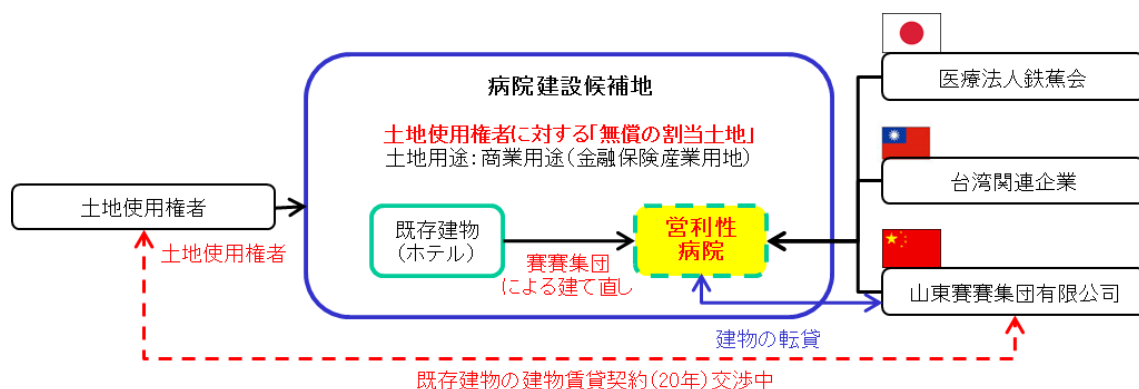 病院建設候補地
土地使用権者に対する「無償の割当土地」
土地用途：商業用途（金融保険産業用地）
土地使用権者
土地使用権者
既存建物
（ホテル）
賽賽集団
による建て直し
営利性
病院
医療法人鉄蕉会
台湾関連企業
山東賽賽集団有限公司
建物の転貸
既存建物の建物賃貸契約（20年）交渉中